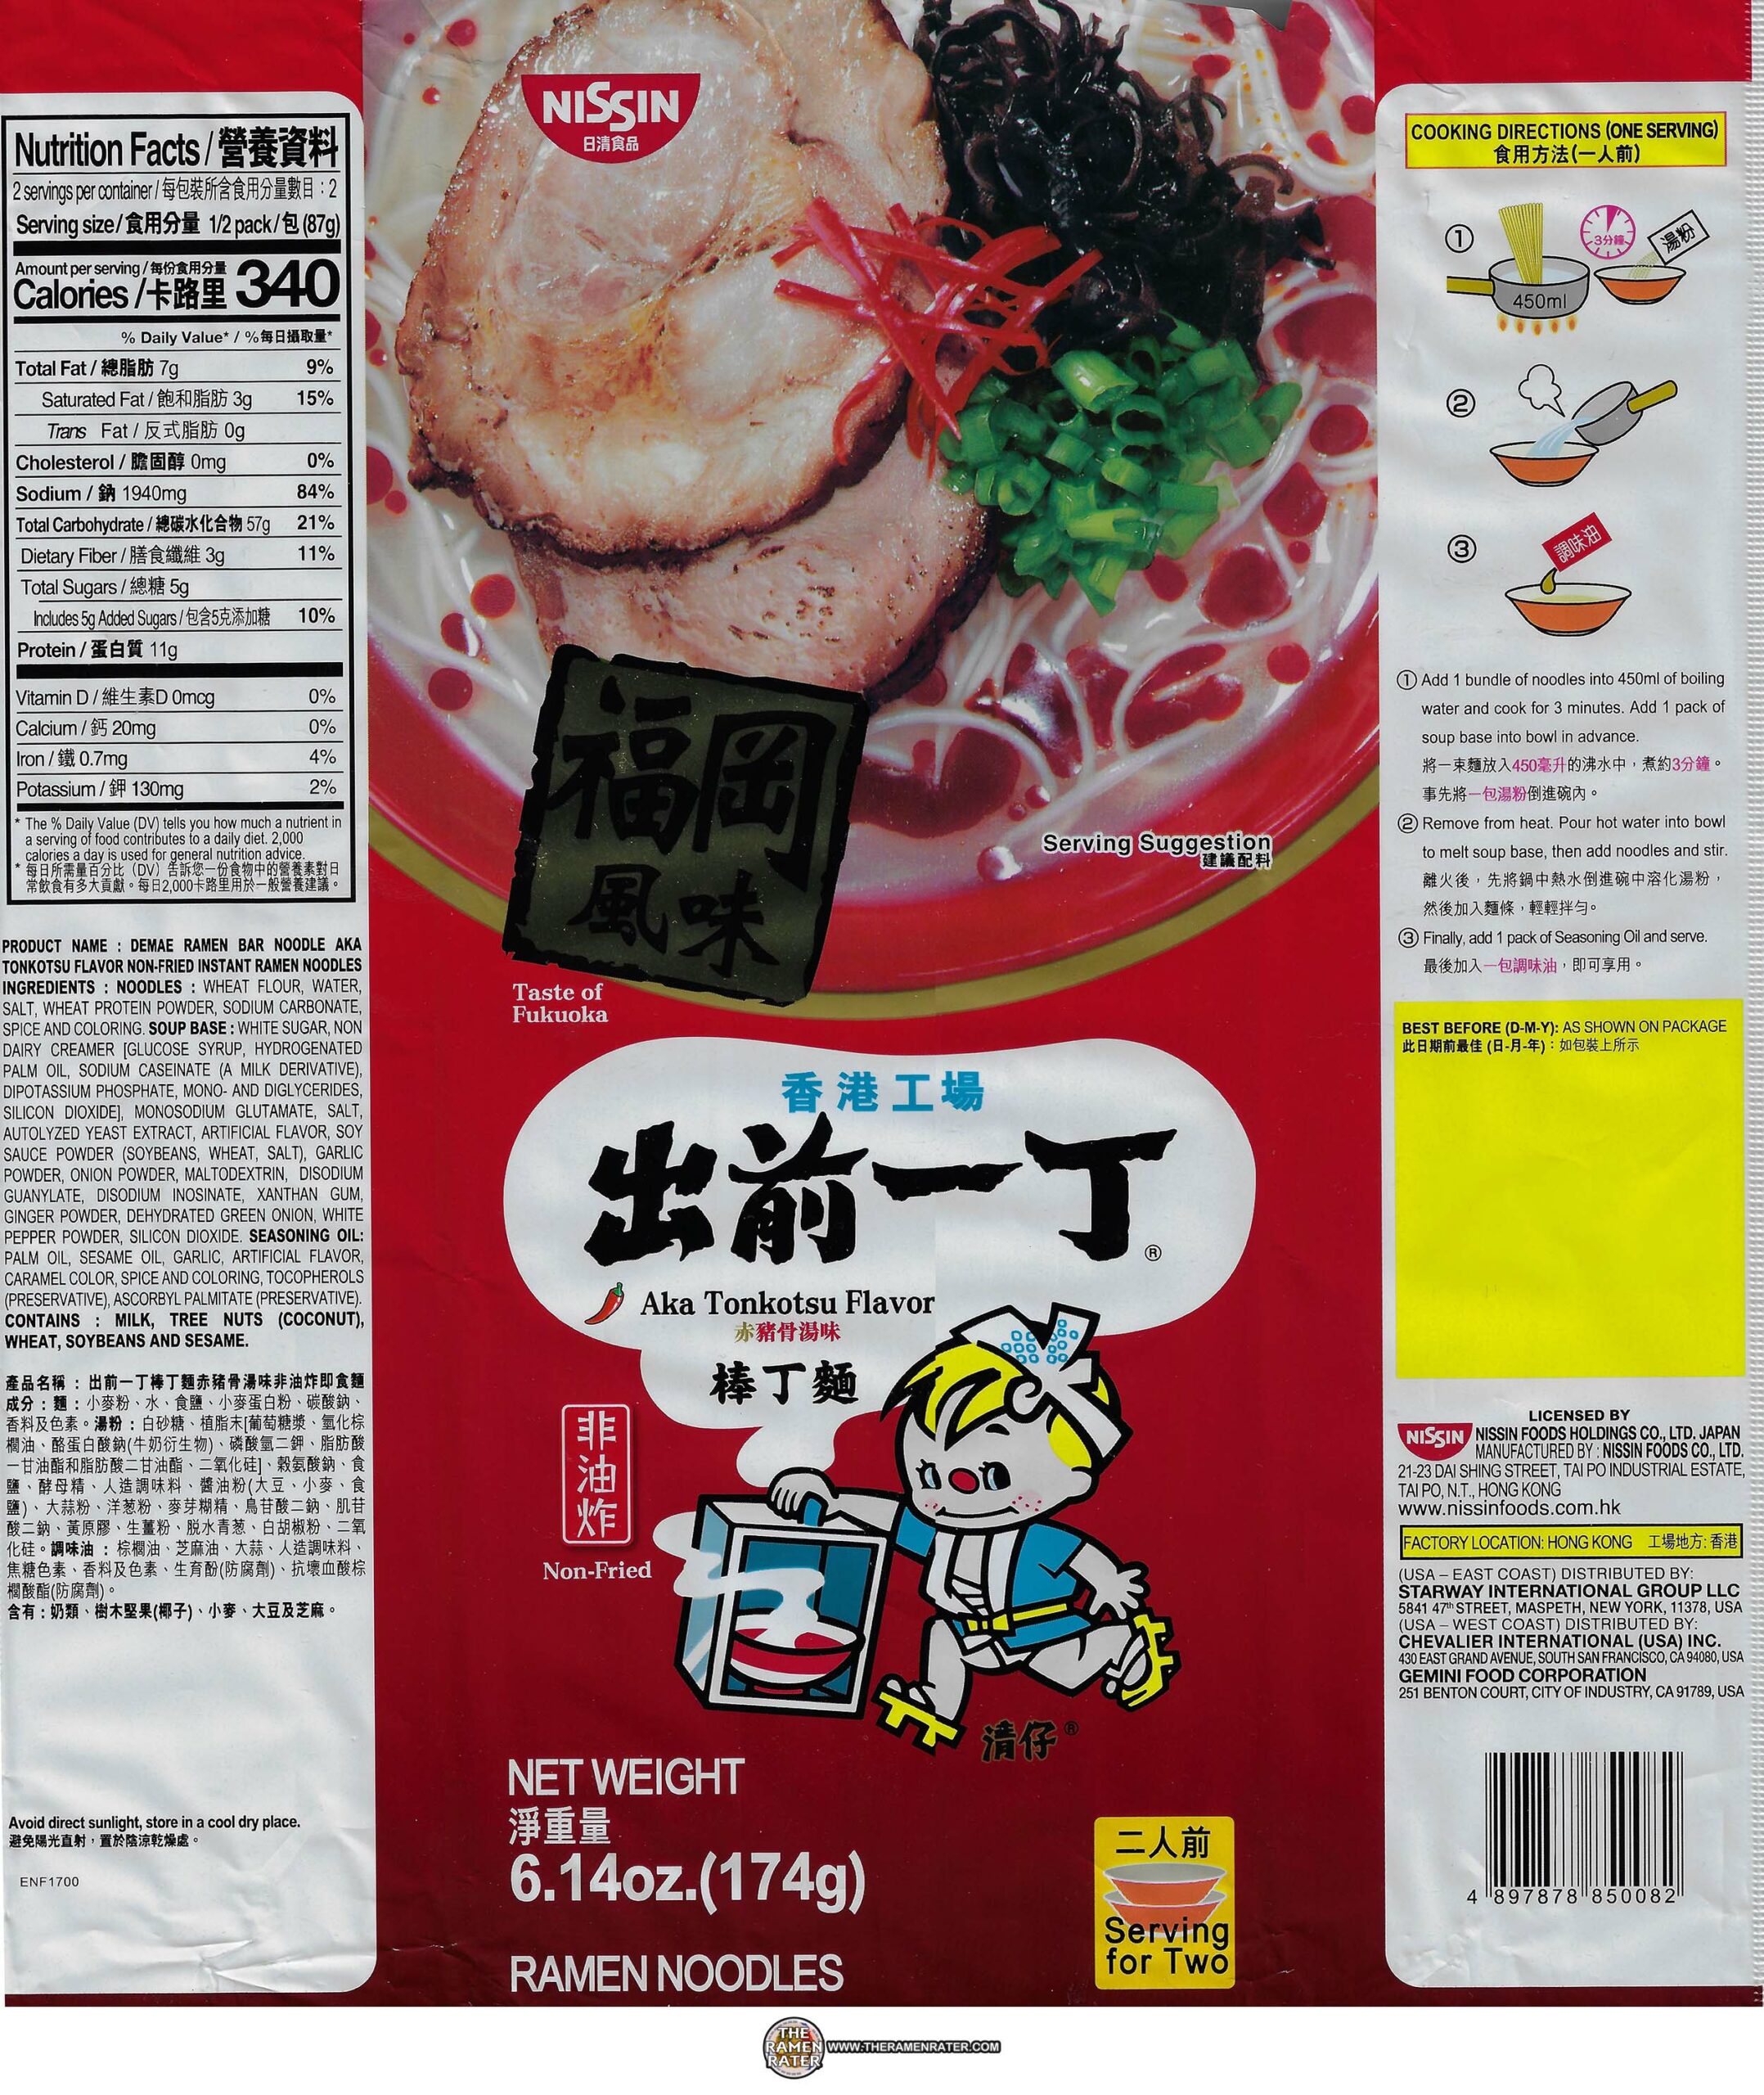 Nutrition Facts / 營養資料
2 servings per container / 每包裝所含食用分量數目：2
Serving size / 食用分量 1/2 pack / 包 (87g)
Amount per serving / 每份食用分量
Calories / 卡路里 340
% Daily Value* / %每日攝取量*
Total Fat / 總脂肪 7g 9%
Saturated Fat / 飽和脂肪 3g 15%
Trans Fat / 反式脂肪 0g
Cholesterol / 膽固醇 0mg 0%
Sodium / 鈉 1940mg 84%
Total Carbohydrate / 總碳水化合物 57g 21%
Dietary Fiber / 膳食纖維 3g 11%
Total Sugars / 總糖 5g
Includes 5g Added Sugars / 包含5克添加糖 10%
Protein / 蛋白質 11g
Vitamin D / 維生素D 0mcg 0%
Calcium / 鈣 20mg 0%
Iron / 鐵 0.7mg 4%
Potassium / 鉀 130mg 2%
* The % Daily Value (DV) tells you how much a nutrient in
a serving of food contributes to a daily diet. 2,000
calories a day is used for general nutrition advice.
* 每日所需量百分比（DV）告訴您一份食物中的營養素對日
常飲食有多大貢獻。每日2,000卡路里用於一般營養建議。
PRODUCT NAME : DEMAE RAMEN BAR NOODLE AKA
TONKOTSU FLAVOR NON-FRIED INSTANT RAMEN NOODLES
INGREDIENTS : NOODLES : WHEAT FLOUR, WATER,
SALT, WHEAT PROTEIN POWDER, SODIUM CARBONATE,
SPICE AND COLORING. SOUP BASE : WHITE SUGAR, NON
DAIRY CREAMER [GLUCOSE SYRUP, HYDROGENATED
PALM OIL, SODIUM CASEINATE (A MILK DERIVATIVE),
DIPOTASSIUM PHOSPHATE, MONO- AND DIGLYCERIDES,
SILICON DIOXIDE], MONOSODIUM GLUTAMATE, SALT,
AUTOLYZED YEAST EXTRACT, ARTIFICIAL FLAVOR, SOY
SAUCE POWDER (SOYBEANS, WHEAT, SALT), GARLIC
POWDER, ONION POWDER, MALTODEXTRIN, DISODIUM
GUANYLATE, DISODIUM INOSINATE, XANTHAN GUM,
GINGER POWDER, DEHYDRATED GREEN ONION, WHITE
PEPPER POWDER, SILICON DIOXIDE. SEASONING OIL:
PALM OIL, SESAME OIL, GARLIC, ARTIFICIAL FLAVOR,
CARAMEL COLOR, SPICE AND COLORING, TOCOPHEROLS
(PRESERVATIVE), ASCORBYL PALMITATE (PRESERVATIVE).
CONTAINS : MILK, TREE NUTS (COCONUT),
WHEAT, SOYBEANS AND SESAME.
產品名稱 : 出前一丁棒丁麵赤豬骨湯味非油炸即食麵
成分 : 麵 : 小麥粉、水、食鹽、小麥蛋白粉、碳酸鈉、
香料及色素。湯粉 : 白砂糖、植脂末[葡萄糖漿、氫化棕
櫚油、酪蛋白酸鈉(牛奶衍生物)、磷酸氫二鉀、脂肪酸
一甘油酯和脂肪酸二甘油酯、二氧化硅]、穀氨酸鈉、食
鹽、酵母精、人造調味料、醬油粉(大豆、小麥、食
鹽)、大蒜粉、洋葱粉、麥芽糊精、鳥苷酸二鈉、肌苷
酸二鈉、黃原膠、生薑粉、脱水青葱、白胡椒粉、二氧
化硅。調味油 : 棕櫚油、芝麻油、大蒜、人造調味料、
焦糖色素、香料及色素、生育酚(防腐劑)、抗壞血酸棕
櫚酸酯(防腐劑)。
含有 : 奶類、樹木堅果(椰子)、小麥、大豆及芝麻。
Avoid direct sunlight, store in a cool dry place.
避免陽光直射，置於陰涼乾燥處。
ENF1700
NISSIN
日清食品
福岡
風味
Taste of
Fukuoka
Serving Suggestion
建議配料
香港工場
出前一丁®
Aka Tonkotsu Flavor
赤豬骨湯味
棒丁麵
非油炸
Non-Fried
清仔®
NET WEIGHT
淨重量
6.14oz.(174g)
RAMEN NOODLES
二人前
Serving
for Two
COOKING DIRECTIONS (ONE SERVING)
食用方法(一人前)
①
3分鐘
湯粉
450ml
②
③
調味油
① Add 1 bundle of noodles into 450ml of boiling
water and cook for 3 minutes. Add 1 pack of
soup base into bowl in advance.
將一束麵放入450毫升的沸水中，煮約3分鐘。
事先將一包湯粉倒進碗內。
② Remove from heat. Pour hot water into bowl
to melt soup base, then add noodles and stir.
離火後，先將鍋中熱水倒進碗中溶化湯粉，
然後加入麵條，輕輕拌勻。
③ Finally, add 1 pack of Seasoning Oil and serve.
最後加入一包調味油，即可享用。
BEST BEFORE (D-M-Y): AS SHOWN ON PACKAGE
此日期前最佳 (日-月-年)：如包裝上所示
LICENSED BY
NISSIN
NISSIN FOODS HOLDINGS CO., LTD. JAPAN
MANUFACTURED BY : NISSIN FOODS CO., LTD.
21-23 DAI SHING STREET, TAI PO INDUSTRIAL ESTATE,
TAI PO, N.T., HONG KONG
www.nissinfoods.com.hk
FACTORY LOCATION: HONG KONG 工場地方: 香港
(USA – EAST COAST) DISTRIBUTED BY:
STARWAY INTERNATIONAL GROUP LLC
5841 47th STREET, MASPETH, NEW YORK, 11378, USA
(USA – WEST COAST) DISTRIBUTED BY:
CHEVALIER INTERNATIONAL (USA) INC.
430 EAST GRAND AVENUE, SOUTH SAN FRANCISCO, CA 94080, USA
GEMINI FOOD CORPORATION
251 BENTON COURT, CITY OF INDUSTRY, CA 91789, USA
4 897878 850082
THE
RAMEN
RATER
WWW.THERAMENRATER.COM